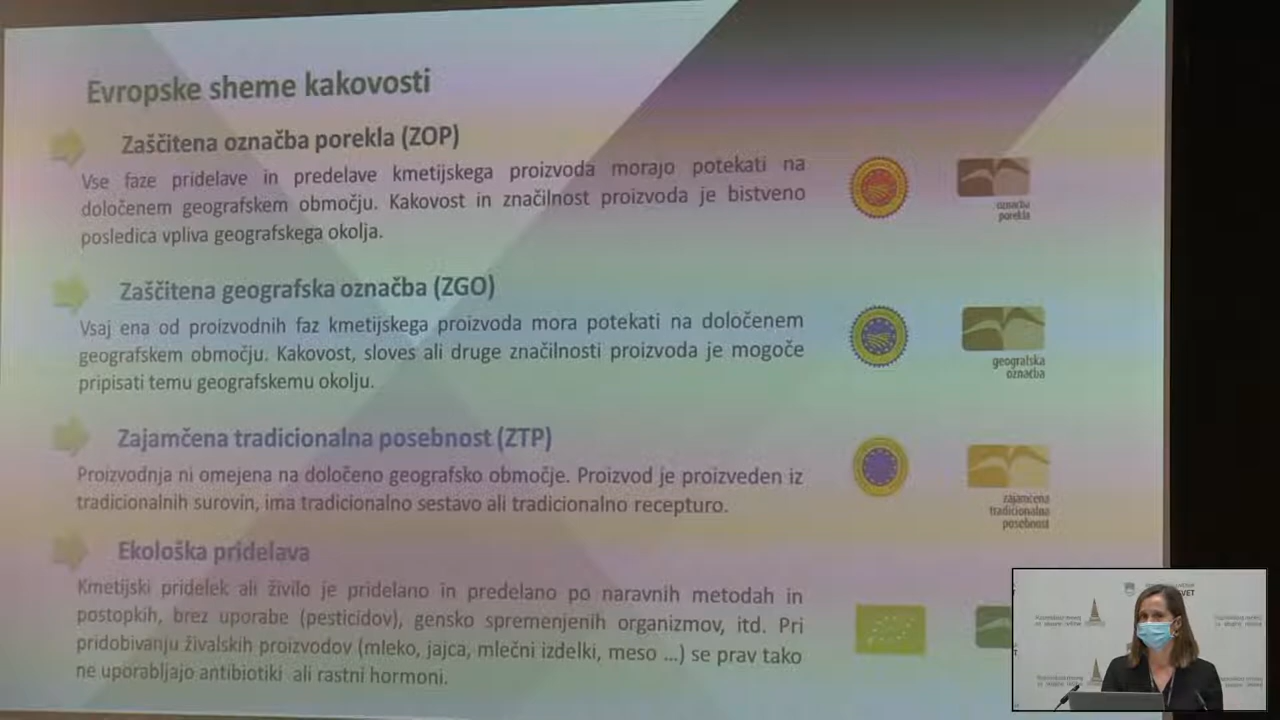 Evropske sheme kakovosti
Zaščitena označba porekla (ZOP)
Vse faze pridelave in predelave kmetijskega proizvoda morajo potekati na
določenem geografskem območju. Kakovost in značilnost proizvoda je bistveno
posledica vpliva geografskega okolja.
označba
porekla
Zaščitena geografska označba (ZGO)
Vsaj ena od proizvodnih faz kmetijskega proizvoda mora potekati na določenem
geografskem območju. Kakovost, sloves ali druge značilnosti proizvoda je mogoče
pripisati temu geografskemu okolju.
geografska
označba
Zajamčena tradicionalna posebnost (ZTP)
Proizvodnja ni omejena na določeno geografsko območje. Proizvod je proizveden iz
tradicionalnih surovin, ima tradicionalno sestavo ali tradicionalno recepturo.
zajamčena
tradicionalna
posebnost
Ekološka pridelava
Kmetijski pridelek ali živilo je pridelano in predelano po naravnih metodah in
postopkih, brez uporabe (pesticidov), gensko spremenjenih organizmov, itd. Pri
pridobivanju živalskih proizvodov (mleko, jajca, mlečni izdelki, meso ...) se prav tako
ne uporabljajo antibiotiki ali rastni hormoni.
SVET